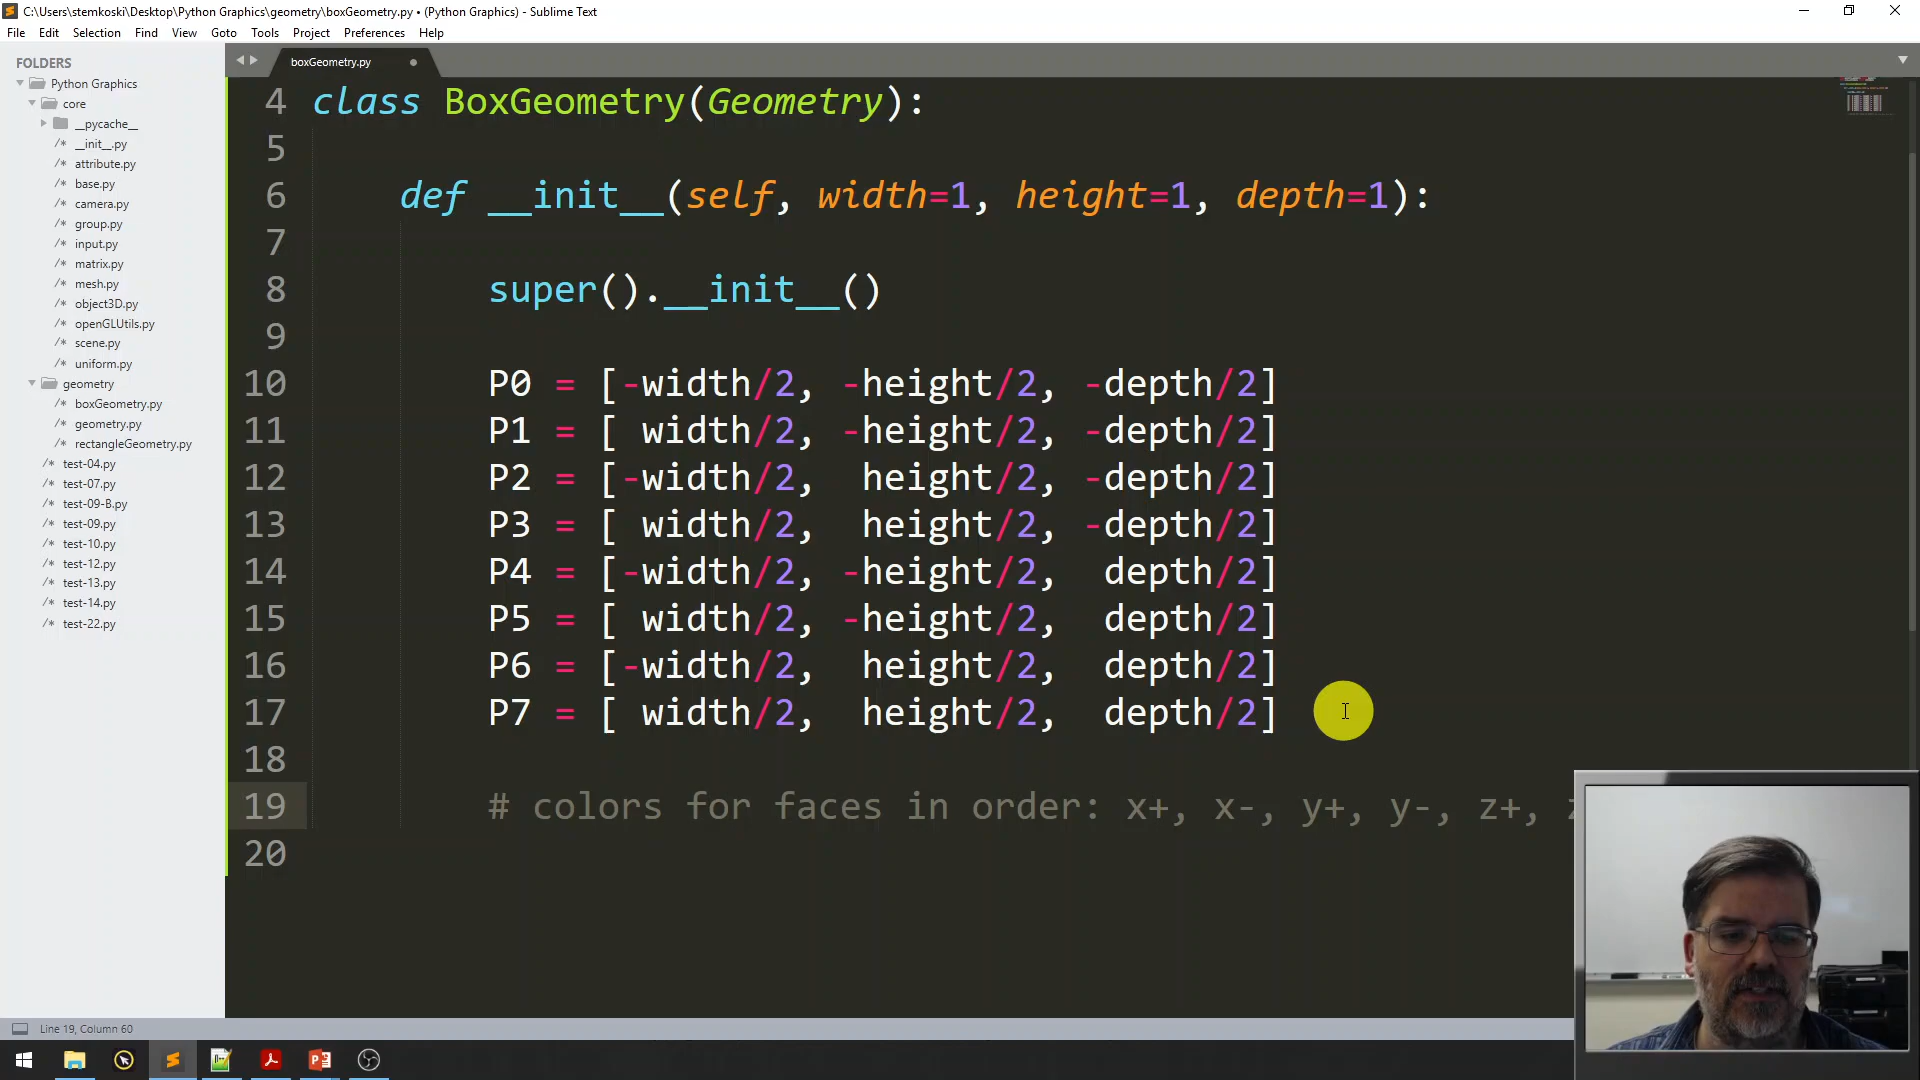 C:\Users\stemkoski\Desktop\Python Graphics\geometry\boxGeometry.py • (Python Graphics) - Sublime Text
File Edit Selection Find View Goto Tools Project Preferences Help
FOLDERS
Python Graphics
core
__pycache__
/* __init__.py
/* attribute.py
/* base.py
/* camera.py
/* group.py
/* input.py
/* matrix.py
/* mesh.py
/* object3D.py
/* openGLUtils.py
/* scene.py
/* uniform.py
geometry
/* boxGeometry.py
/* geometry.py
/* rectangleGeometry.py
/* test-04.py
/* test-07.py
/* test-09-B.py
/* test-09.py
/* test-10.py
/* test-12.py
/* test-13.py
/* test-14.py
/* test-22.py
boxGeometry.py
4 class BoxGeometry(Geometry):
5
6 def __init__(self, width=1, height=1, depth=1):
7
8 super().__init__()
9
10 P0 = [-width/2, -height/2, -depth/2]
11 P1 = [ width/2, -height/2, -depth/2]
12 P2 = [-width/2,  height/2, -depth/2]
13 P3 = [ width/2,  height/2, -depth/2]
14 P4 = [-width/2, -height/2,  depth/2]
15 P5 = [ width/2, -height/2,  depth/2]
16 P6 = [-width/2,  height/2,  depth/2]
17 P7 = [ width/2,  height/2,  depth/2]
18
19 # colors for faces in order: x+, x-, y+, y-, z+,
20
Line 19, Column 60